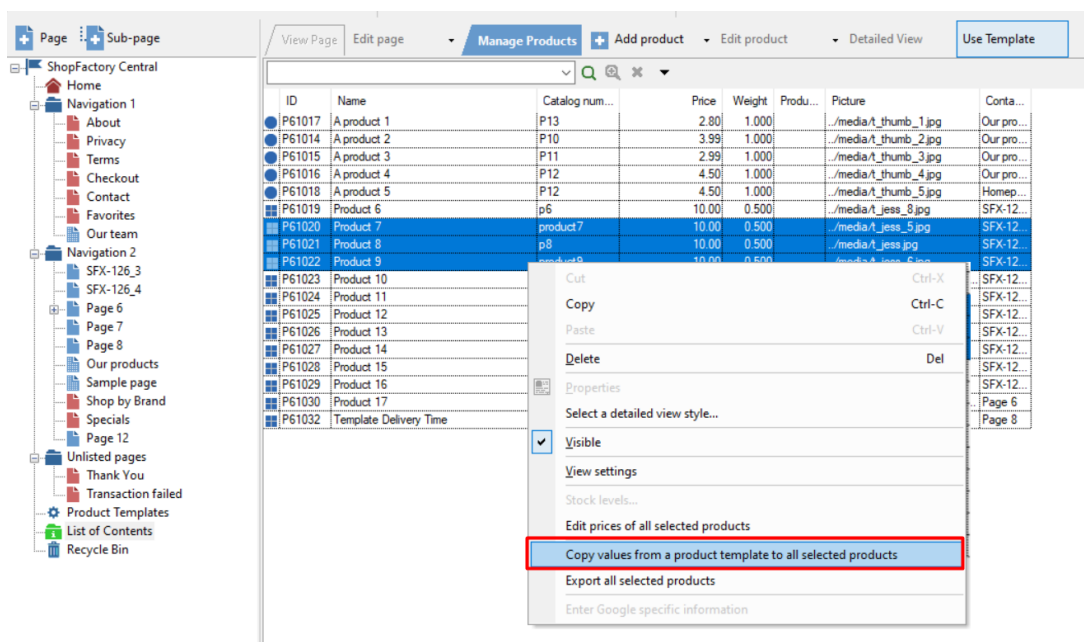 Page Sub-page
View Page Edit page Manage Products Add product Edit product Detailed View Use Template
ShopFactory Central
Home
Navigation 1
About
Privacy
Terms
Checkout
Contact
Favorites
Our team
Navigation 2
SFX-126_3
SFX-126_4
Page 6
Page 7
Page 8
Our products
Sample page
Shop by Brand
Specials
Page 12
Unlisted pages
Thank You
Transaction failed
Product Templates
List of Contents
Recycle Bin
ID Name Catalog num... Price Weight Produ... Picture Conta...
P61017 A product 1 P13 2.80 1.000 ../media/t_thumb_1.jpg Our pro...
P61014 A product 2 P10 3.99 1.000 ../media/t_thumb_2.jpg Our pro...
P61015 A product 3 P11 2.99 1.000 ../media/t_thumb_3.jpg Our pro...
P61016 A product 4 P12 4.50 1.000 ../media/t_thumb_4.jpg Our pro...
P61018 A product 5 P12 4.50 1.000 ../media/t_thumb_5.jpg Homep...
P61019 Product 6 p6 10.00 0.500 ../media/t_jess_8.jpg SFX-12...
P61020 Product 7 product7 10.00 0.500 ../media/t_jess_5.jpg SFX-12...
P61021 Product 8 p8 10.00 0.500 ../media/t_jess.jpg SFX-12...
P61022 Product 9 product9 10.00 0.500 ../media/t_jess_6.jpg SFX-12...
P61023 Product 10 SFX-12...
P61024 Product 11 SFX-12...
P61025 Product 12 SFX-12...
P61026 Product 13 SFX-12...
P61027 Product 14 SFX-12...
P61028 Product 15 SFX-12...
P61029 Product 16 SFX-12...
P61030 Product 17 Page 6
P61032 Template Delivery Time Page 8
Cut Ctrl-X
Copy Ctrl-C
Paste Ctrl-V
Delete Del
Properties
Select a detailed view style...
Visible
View settings
Stock levels...
Edit prices of all selected products
Copy values from a product template to all selected products
Export all selected products
Enter Google specific information